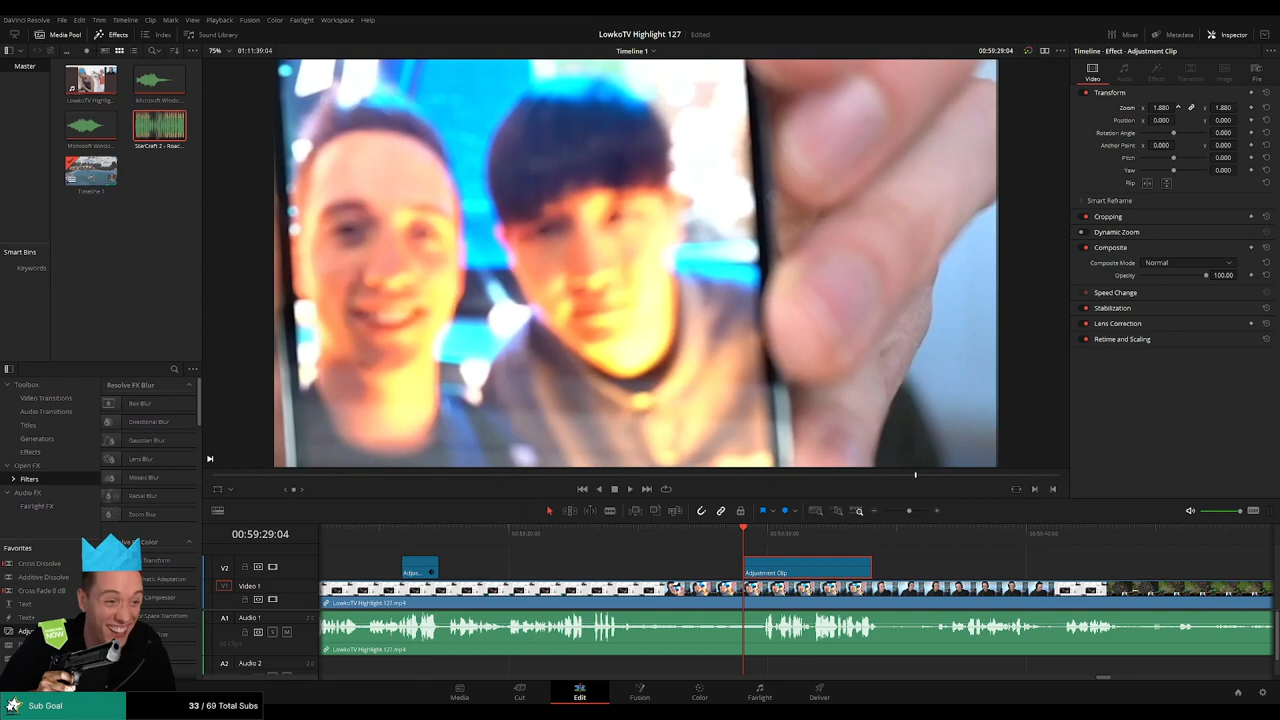 DaVinci Resolve File Edit Trim Timeline Clip Mark View Playback Fusion Color Fairlight Workspace Help
Media Pool Effects Index Sound Library LowkoTV Highlight 127 Edited Mixer Metadata Inspector
75% 01:11:39:04 Timeline 1 00:59:29:04 Timeline - Effect - Adjustment Clip
Master
LowkoTV Highlig... Microsoft Windo...
Microsoft Windo... StarCraft 2 - Roac...
Timeline 1
Smart Bins
Keywords
Video Audio Effects Transition Image File
Transform
Zoom X 1.880 Y 1.880
Position X 0.000 Y 0.000
Rotation Angle 0.000
Anchor Point X 0.000 Y 0.000
Pitch 0.000
Yaw 0.000
Flip
Smart Reframe
Cropping
Dynamic Zoom
Composite
Composite Mode Normal
Opacity 100.00
Speed Change
Stabilization
Lens Correction
Retime and Scaling
Toolbox
Video Transitions
Audio Transitions
Titles
Generators
Effects
Open FX
Filters
Audio FX
Fairlight FX
Favorites
Cross Dissolve
Additive Dissolve
Cross Fade 0 dB
Text
Text+
Resolve FX Blur
Box Blur
Directional Blur
Gaussian Blur
Lens Blur
Mosaic Blur
Radial Blur
Zoom Blur
00:59:29:04 00:59:20:00 00:59:30:00 00:59:40:00
V2 Adjus... Adjustment Clip
V1 Video 1
LowkoTV Highlight 127.mp4
A1 Audio 1 2.0
S M
LowkoTV Highlight 127.mp4
A2 Audio 2 2.0
NOW
Media Cut Edit Fusion Color Fairlight Deliver
Sub Goal 33 / 69 Total Subs